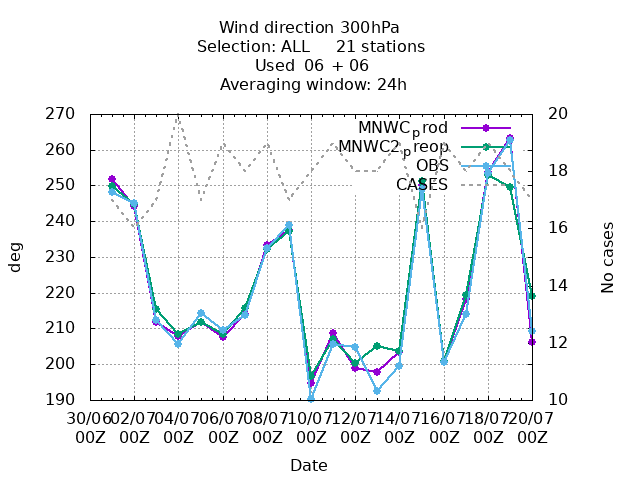 Wind direction 300hPa
Selection: ALL 21 stations
Used 06 + 06
Averaging window: 24h
270
260
250
240
230
220
210
200
190
20
18
16
14
12
10
deg
No cases
MNWCprod
MNWC2preop
OBS
CASES
30/06 02/07 04/07 06/07 08/07 10/07 12/07 14/07 16/07 18/07 20/07
00Z 00Z 00Z 00Z 00Z 00Z 00Z 00Z 00Z 00Z 00Z
Date